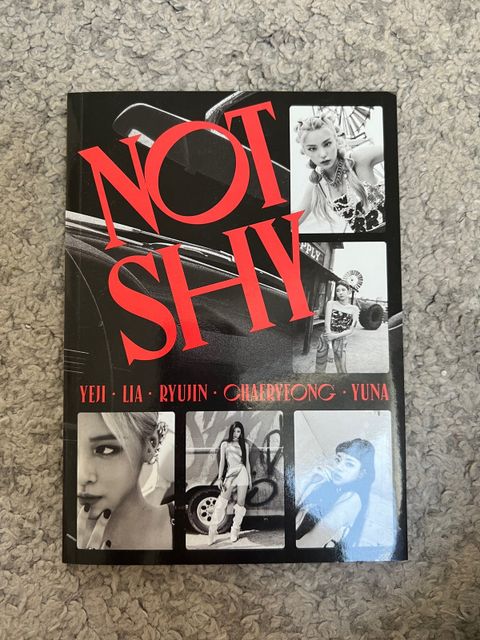 NOT
SHY
YEJI · LIA · RYUJIN · CHAERYEONG · YUNA